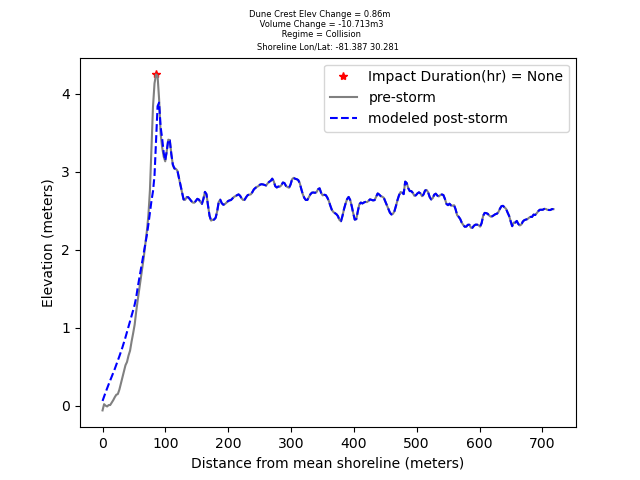 Dune Crest Elev Change = 0.86m
Volume Change = -10.713m3
Regime = Collision
Shoreline Lon/Lat: -81.387 30.281
Impact Duration(hr) = None
pre-storm
modeled post-storm
Elevation (meters)
4
3
2
1
0
0 100 200 300 400 500 600 700
Distance from mean shoreline (meters)